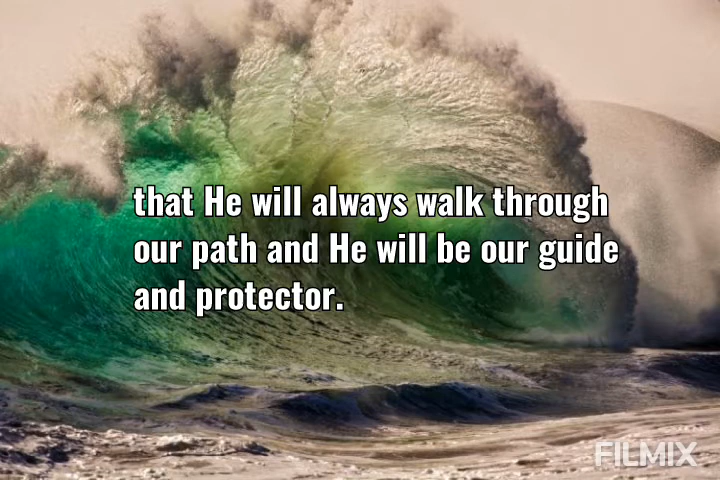 that He will always walk through
our path and He will be our guide
and protector.
FILMIX